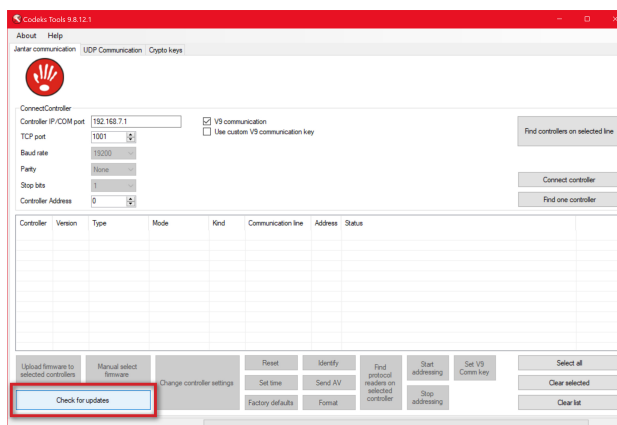 Codeks Tools 9.8.12.1
About Help
Jantar communication UDP Communication Crypto keys
ConnectController
Controller IP/COM port 192.168.7.1
V9 communication
TCP port 1001
Use custom V9 communication key
Find controllers on selected line
Baud rate 19200
Parity None
Stop bits 1
Connect controller
Controller Address 0
Find one controller
Controller Version Type Mode Kind Communication line Address Status
Upload firmware to
selected controllers
Manual select
firmware
Change controller settings
Reset
Identify
Find
protocol
readers on
selected
controller
Start
addressing
Set V9
Comm key
Select all
Set time
Send AV
Clear selected
Check for updates
Factory defaults
Format
Stop
addressing
Clear list